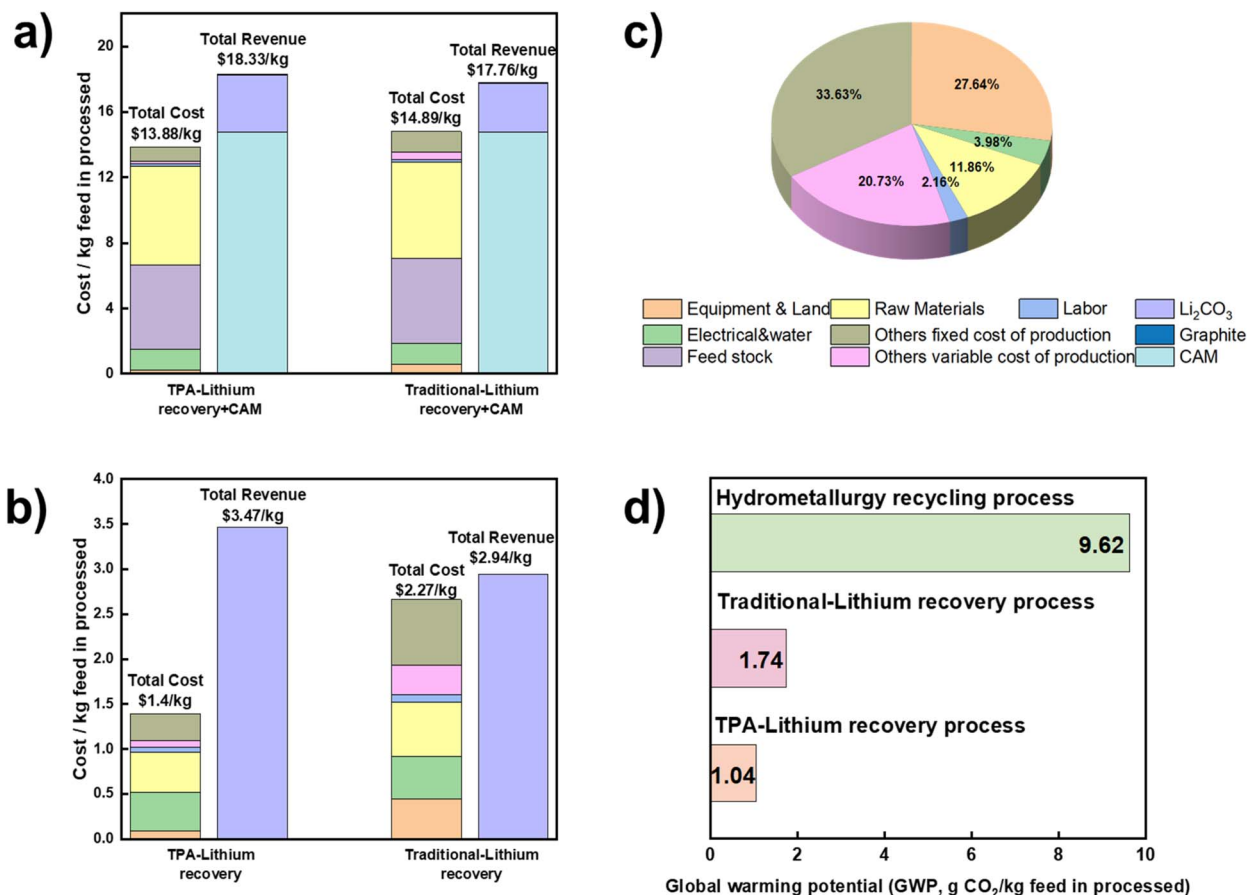 a)
Cost / kg feed in processed
20
16
12
8
4
0
Total Cost
$13.88/kg
Total Revenue
$18.33/kg
Total Cost
$14.89/kg
Total Revenue
$17.76/kg
TPA-Lithium
recovery+CAM
Traditional-Lithium
recovery+CAM
c)
33.63%
27.64%
3.98%
11.86%
2.16%
20.73%
Equipment & Land
Raw Materials
Labor
Li₂CO₃
Electrical&water
Others fixed cost of production
Graphite
Feed stock
Others variable cost of production
CAM
b)
Cost / kg feed in processed
4.0
3.5
3.0
2.5
2.0
1.5
1.0
0.5
0.0
Total Cost
$1.4/kg
Total Revenue
$3.47/kg
Total Cost
$2.27/kg
Total Revenue
$2.94/kg
TPA-Lithium
recovery
Traditional-Lithium
recovery
d)
Hydrometallurgy recycling process
9.62
Traditional-Lithium recovery process
1.74
TPA-Lithium recovery process
1.04
0 2 4 6 8 10
Global warming potential (GWP, g CO₂/kg feed in processed)